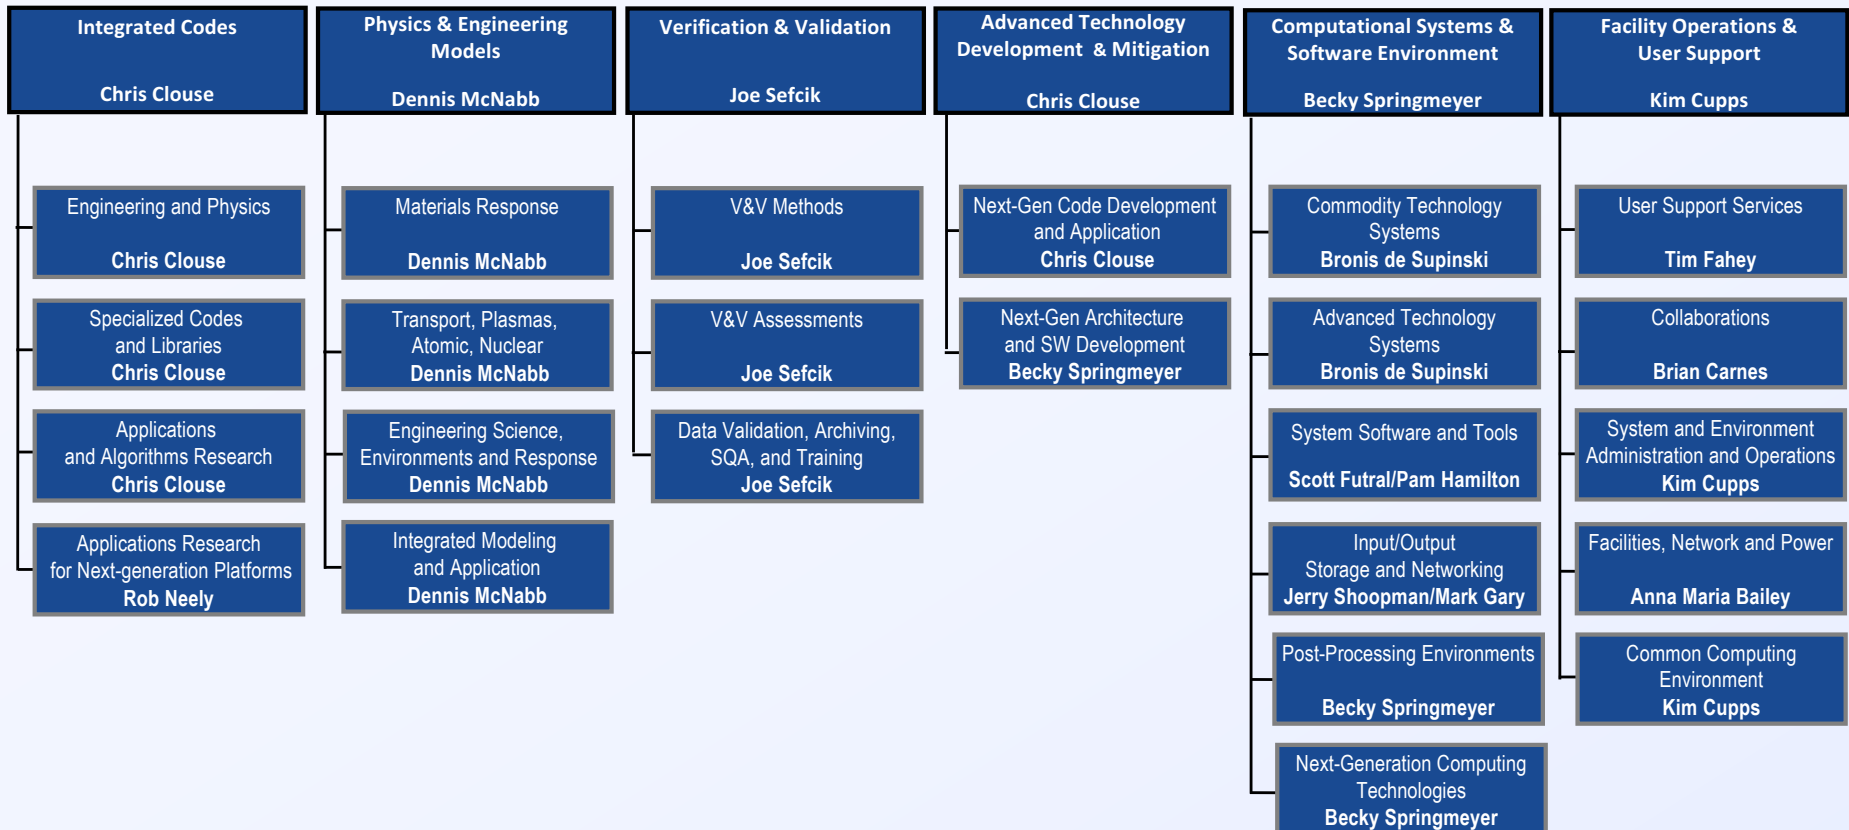 Integrated Codes
Chris Clouse
Engineering and Physics
Chris Clouse
Specialized Codes
and Libraries
Chris Clouse
Applications
and Algorithms Research
Chris Clouse
Applications Research
for Next-generation Platforms
Rob Neely
Physics & Engineering
Models
Dennis McNabb
Materials Response
Dennis McNabb
Transport, Plasmas,
Atomic, Nuclear
Dennis McNabb
Engineering Science,
Environments and Response
Dennis McNabb
Integrated Modeling
and Application
Dennis McNabb
Verification & Validation
Joe Sefcik
V&V Methods
Joe Sefcik
V&V Assessments
Joe Sefcik
Data Validation, Archiving,
SQA, and Training
Joe Sefcik
Advanced Technology
Development & Mitigation
Chris Clouse
Next-Gen Code Development
and Application
Chris Clouse
Next-Gen Architecture
and SW Development
Becky Springmeyer
Computational Systems &
Software Environment
Becky Springmeyer
Commodity Technology
Systems
Bronis de Supinski
Advanced Technology
Systems
Bronis de Supinski
System Software and Tools
Scott Futral/Pam Hamilton
Input/Output
Storage and Networking
Jerry Shoopman/Mark Gary
Post-Processing Environments
Becky Springmeyer
Next-Generation Computing
Technologies
Becky Springmeyer
Facility Operations &
User Support
Kim Cupps
User Support Services
Tim Fahey
Collaborations
Brian Carnes
System and Environment
Administration and Operations
Kim Cupps
Facilities, Network and Power
Anna Maria Bailey
Common Computing
Environment
Kim Cupps